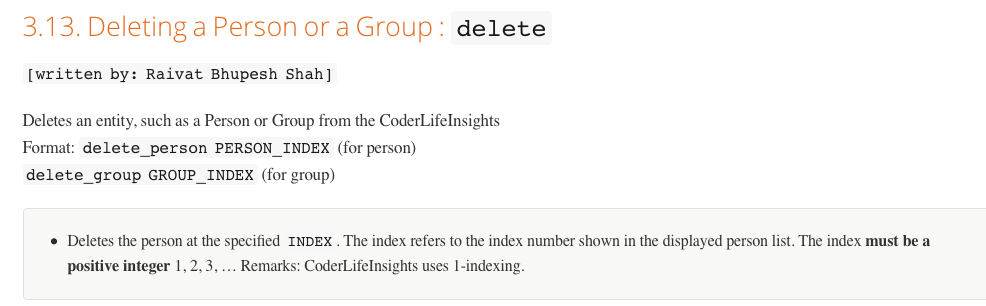 3.13. Deleting a Person or a Group : delete
[written by: Raivat Bhupesh Shah]
Deletes an entity, such as a Person or Group from the CoderLifeInsights
Format: delete_person PERSON_INDEX (for person)
delete_group GROUP_INDEX (for group)
• Deletes the person at the specified INDEX . The index refers to the index number shown in the displayed person list. The index must be a
positive integer 1, 2, 3, … Remarks: CoderLifeInsights uses 1-indexing.